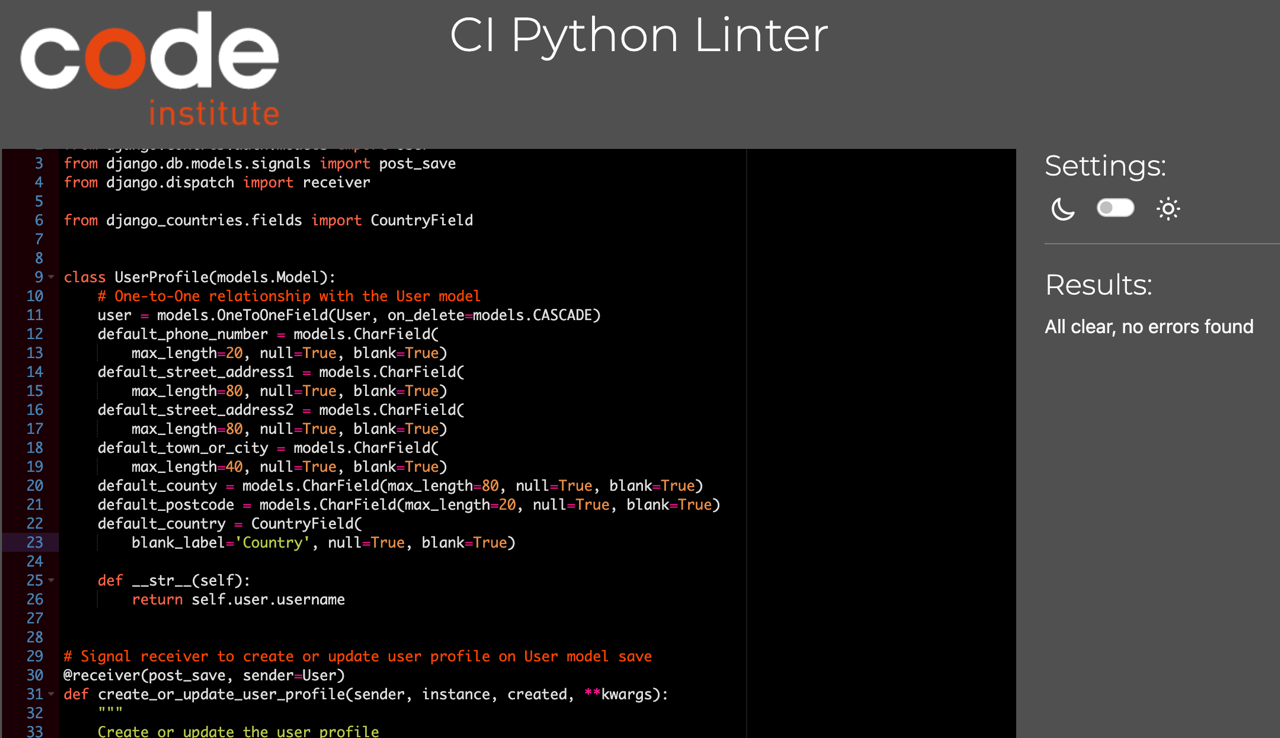 code
institute
CI Python Linter
3 from django.db.models.signals import post_save
4 from django.dispatch import receiver
5
6 from django_countries.fields import CountryField
7
8
9 class UserProfile(models.Model):
10     # One-to-One relationship with the User model
11     user = models.OneToOneField(User, on_delete=models.CASCADE)
12     default_phone_number = models.CharField(
13         max_length=20, null=True, blank=True)
14     default_street_address1 = models.CharField(
15         max_length=80, null=True, blank=True)
16     default_street_address2 = models.CharField(
17         max_length=80, null=True, blank=True)
18     default_town_or_city = models.CharField(
19         max_length=40, null=True, blank=True)
20     default_county = models.CharField(max_length=80, null=True, blank=True)
21     default_postcode = models.CharField(max_length=20, null=True, blank=True)
22     default_country = CountryField(
23         blank_label='Country', null=True, blank=True)
24
25     def __str__(self):
26         return self.user.username
27
28
29 # Signal receiver to create or update user profile on User model save
30 @receiver(post_save, sender=User)
31 def create_or_update_user_profile(sender, instance, created, **kwargs):
32     """
33     Create or update the user profile
Settings:
Results:
All clear, no errors found